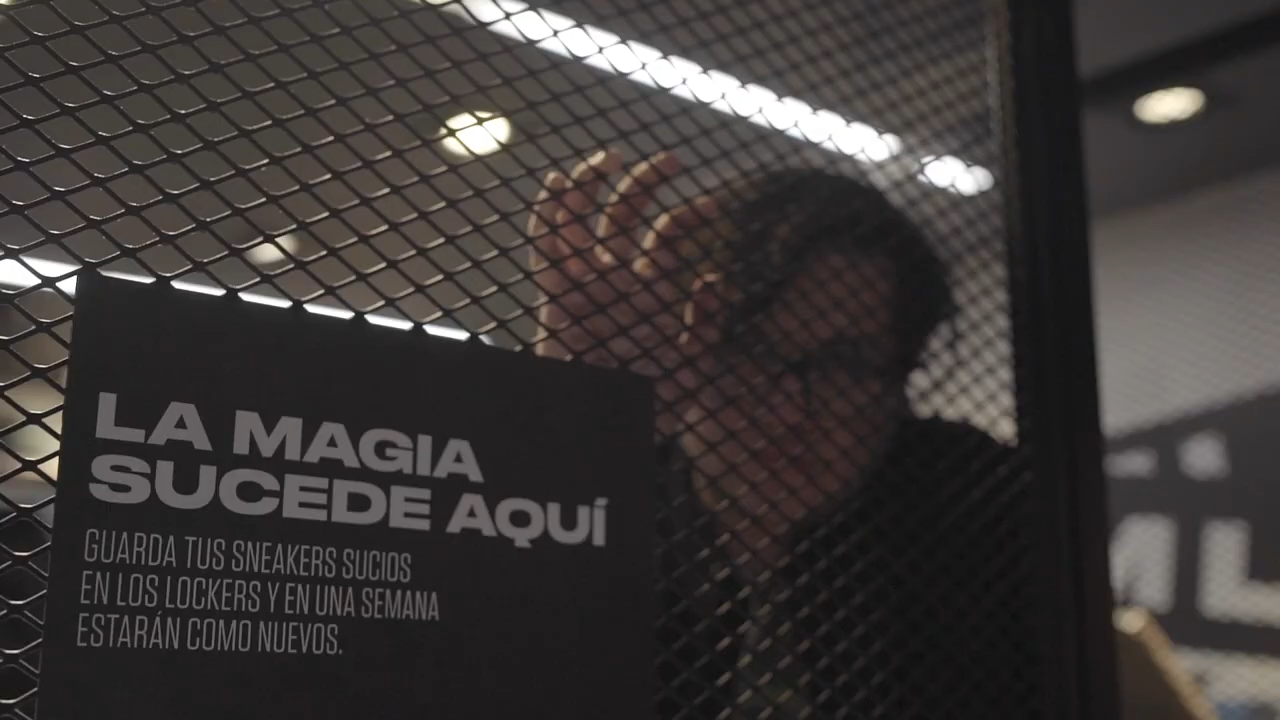 LA MAGIA
SUCEDE AQUÍ
GUARDA TUS SNEAKERS SUCIOS
EN LOS LOCKERS Y EN UNA SEMANA
ESTARÁN COMO NUEVOS.